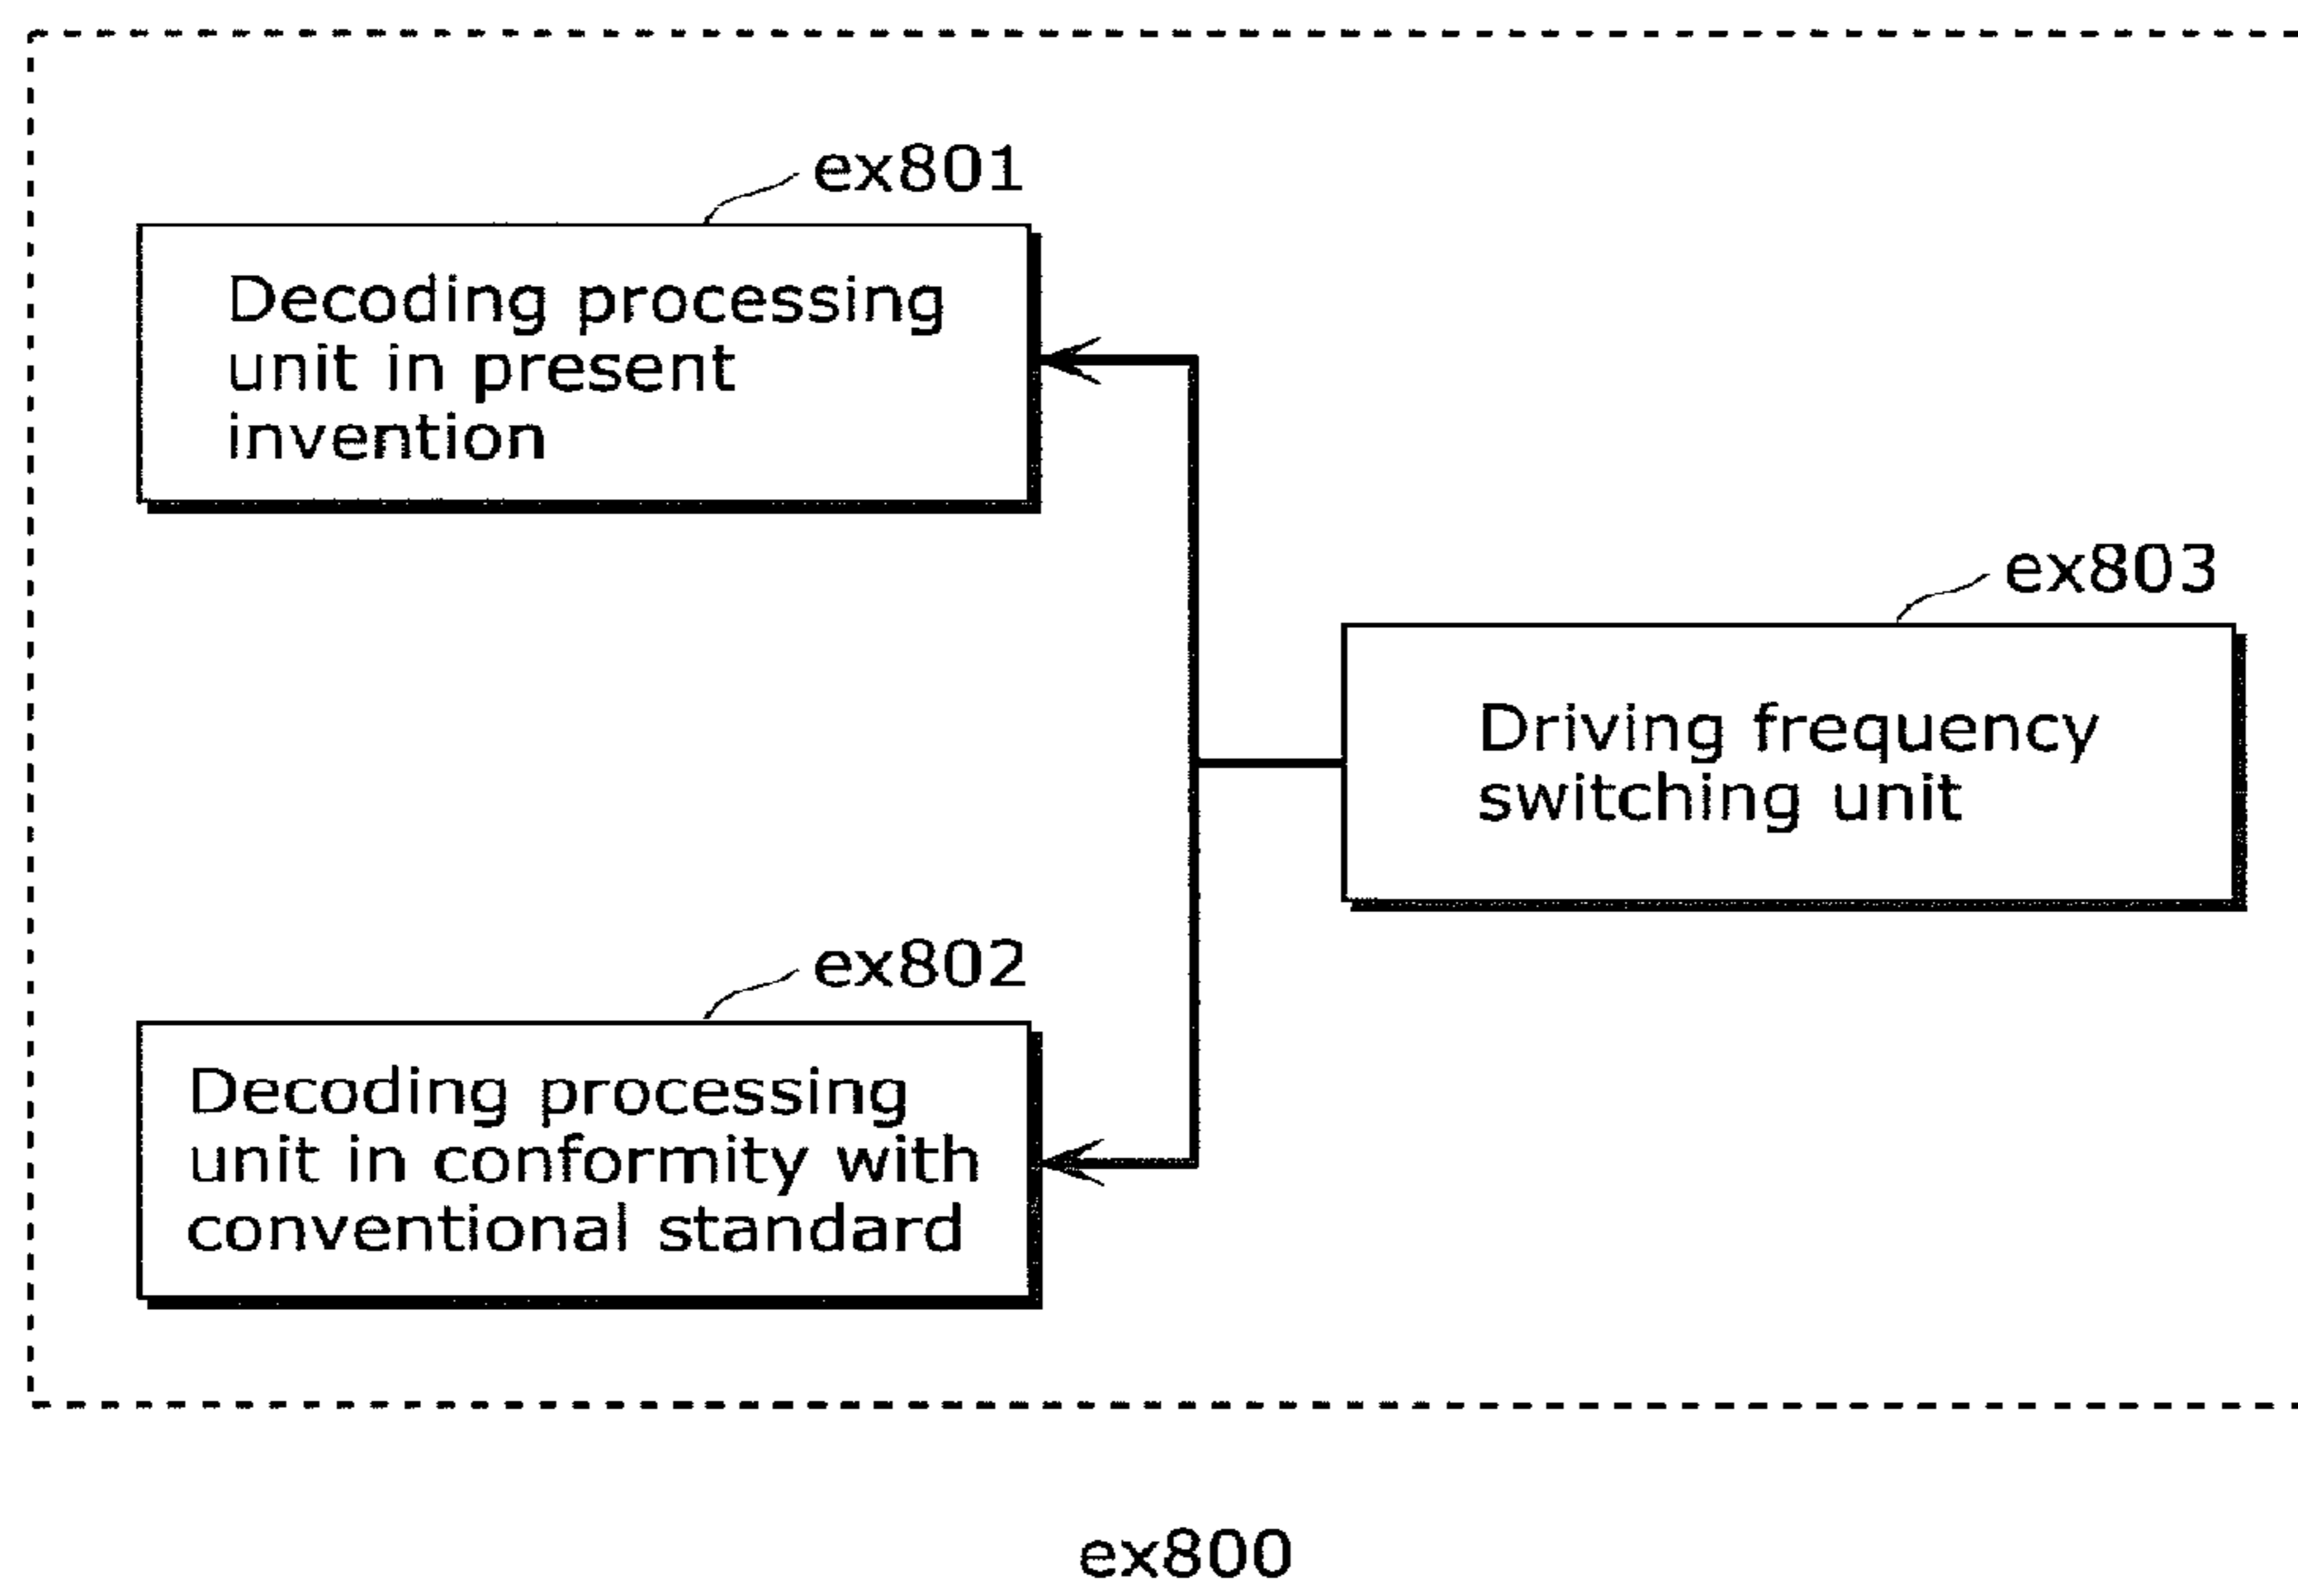 ex801
Decoding processing
unit in present
invention
ex803
Driving frequency
switching unit
ex802
Decoding processing
unit in conformity with
conventional standard
ex800